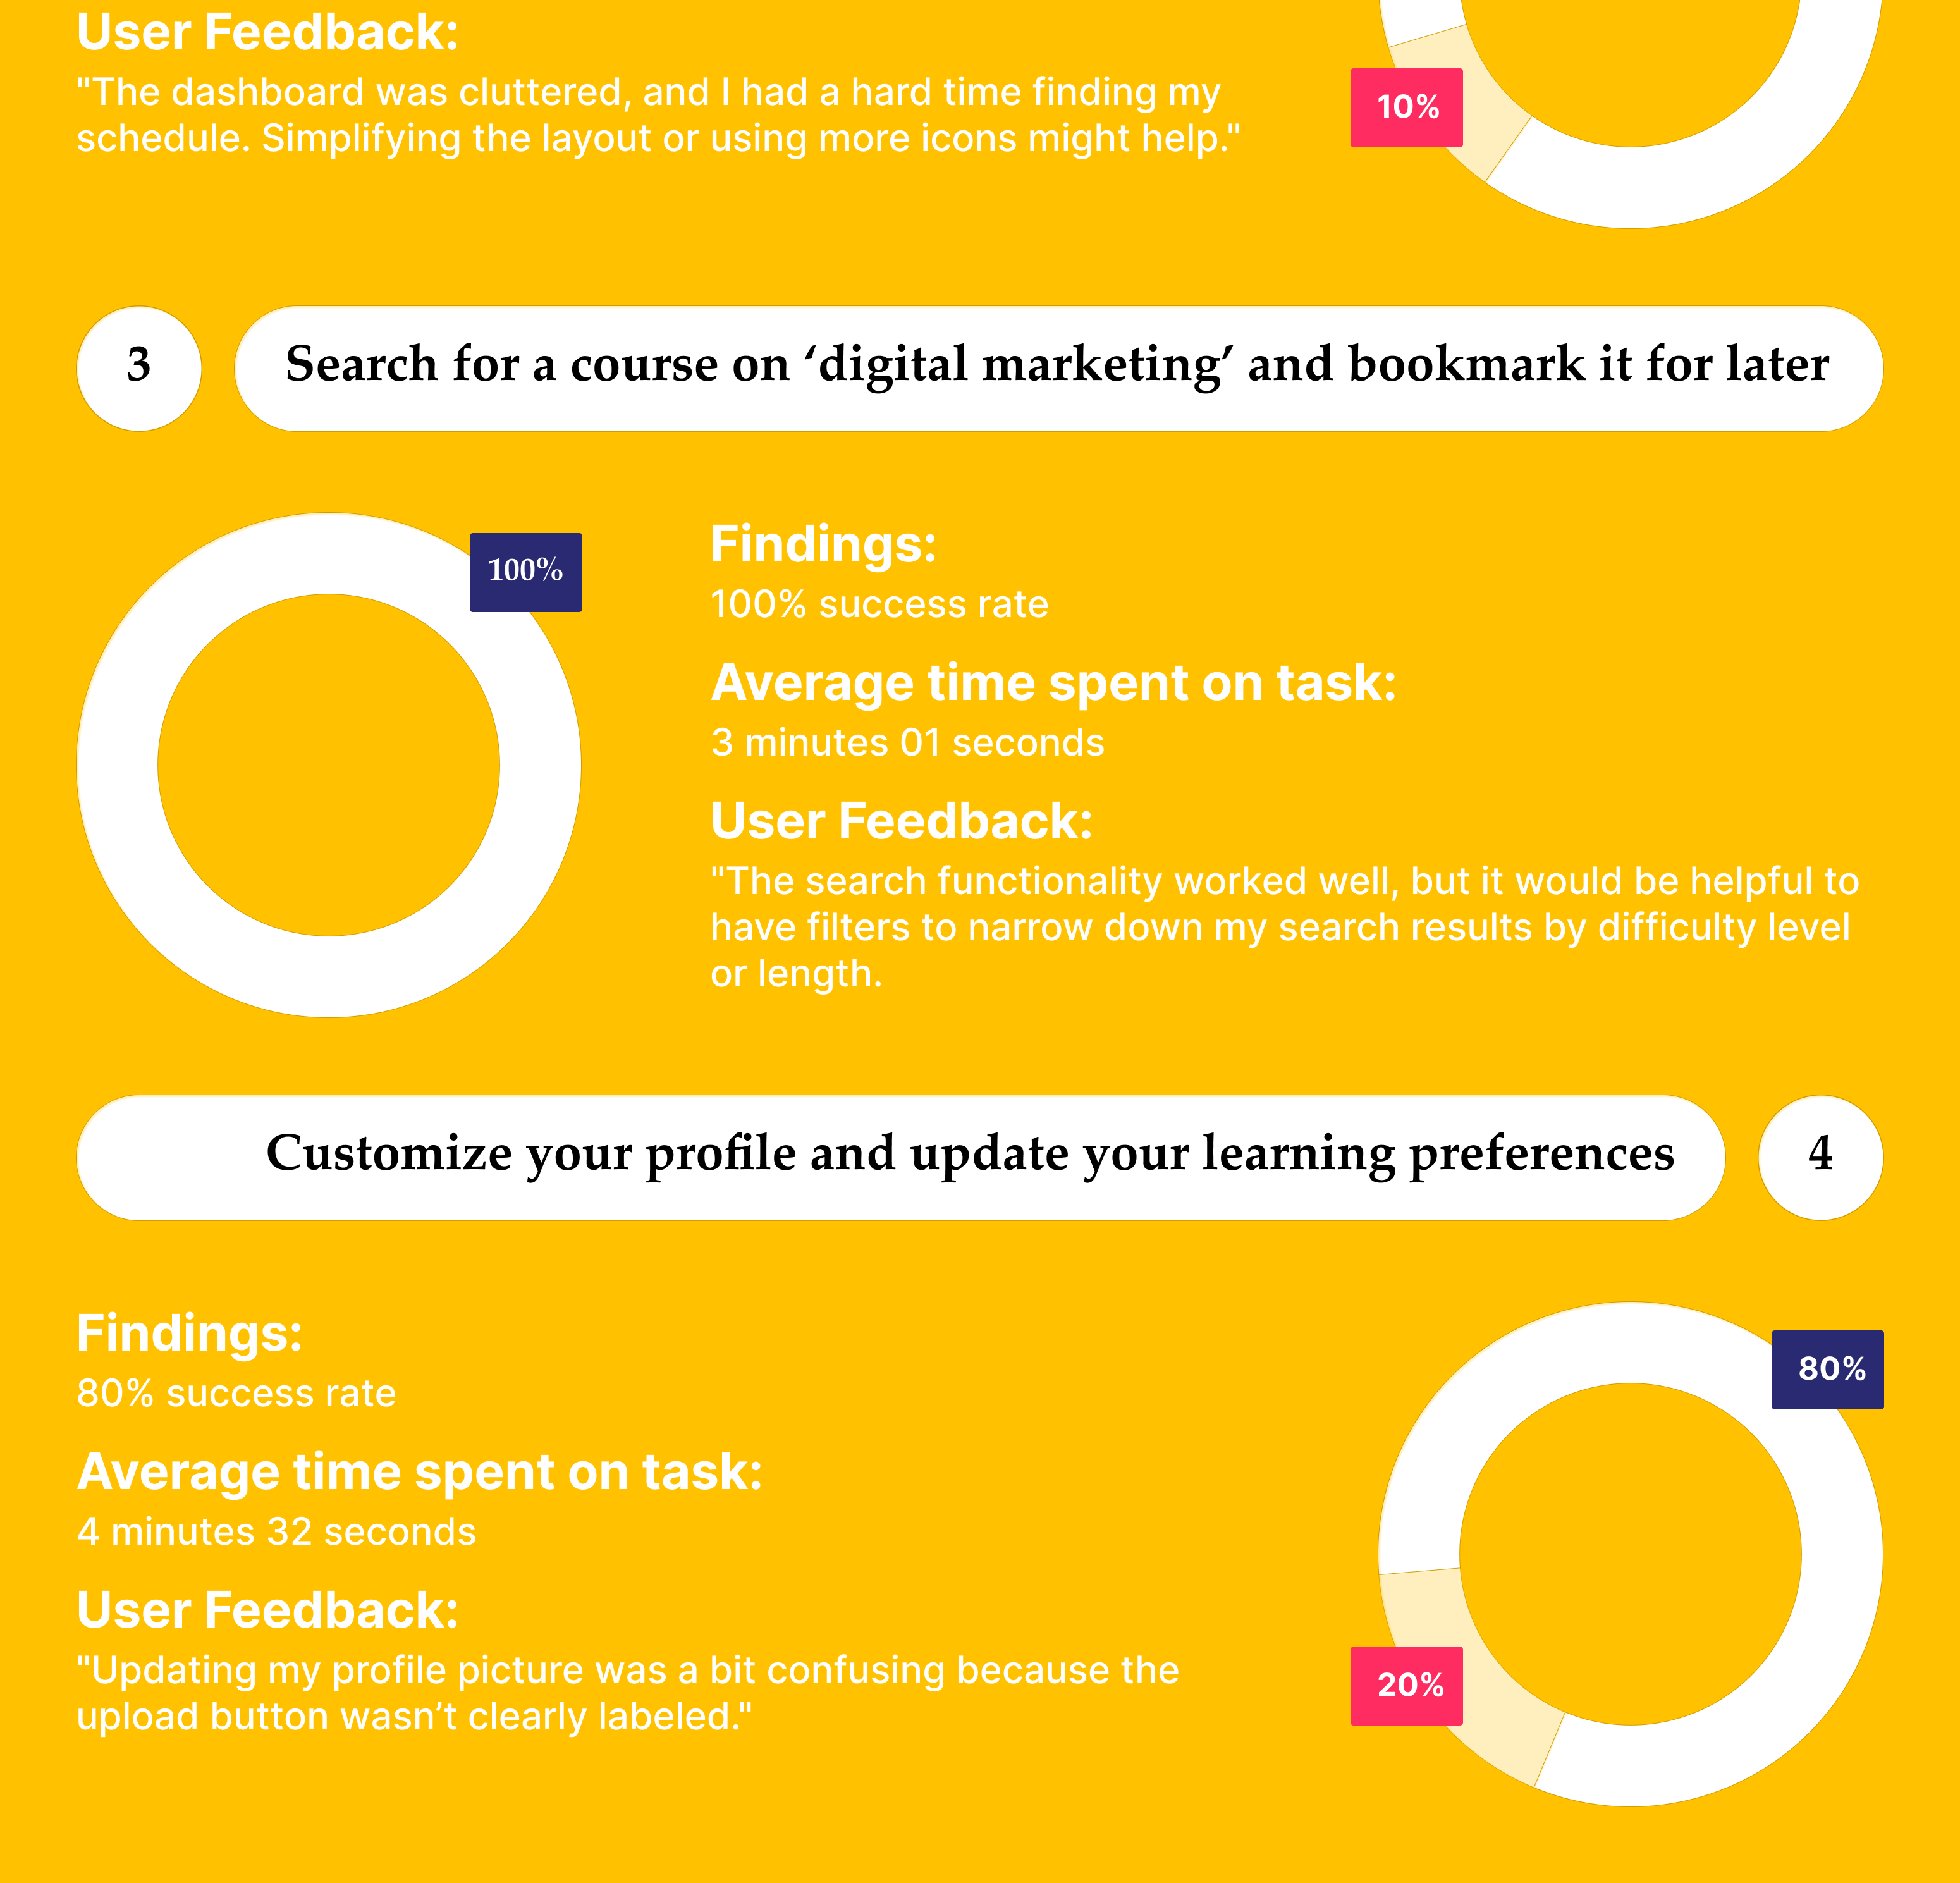 User Feedback:
"The dashboard was cluttered, and I had a hard time finding my
schedule. Simplifying the layout or using more icons might help."
10%
3
Search for a course on ‘digital marketing’ and bookmark it for later
100%
Findings:
100% success rate
Average time spent on task:
3 minutes 01 seconds
User Feedback:
"The search functionality worked well, but it would be helpful to
have filters to narrow down my search results by difficulty level
or length.
Customize your profile and update your learning preferences
4
Findings:
80% success rate
Average time spent on task:
4 minutes 32 seconds
User Feedback:
"Updating my profile picture was a bit confusing because the
upload button wasn’t clearly labeled."
80%
20%